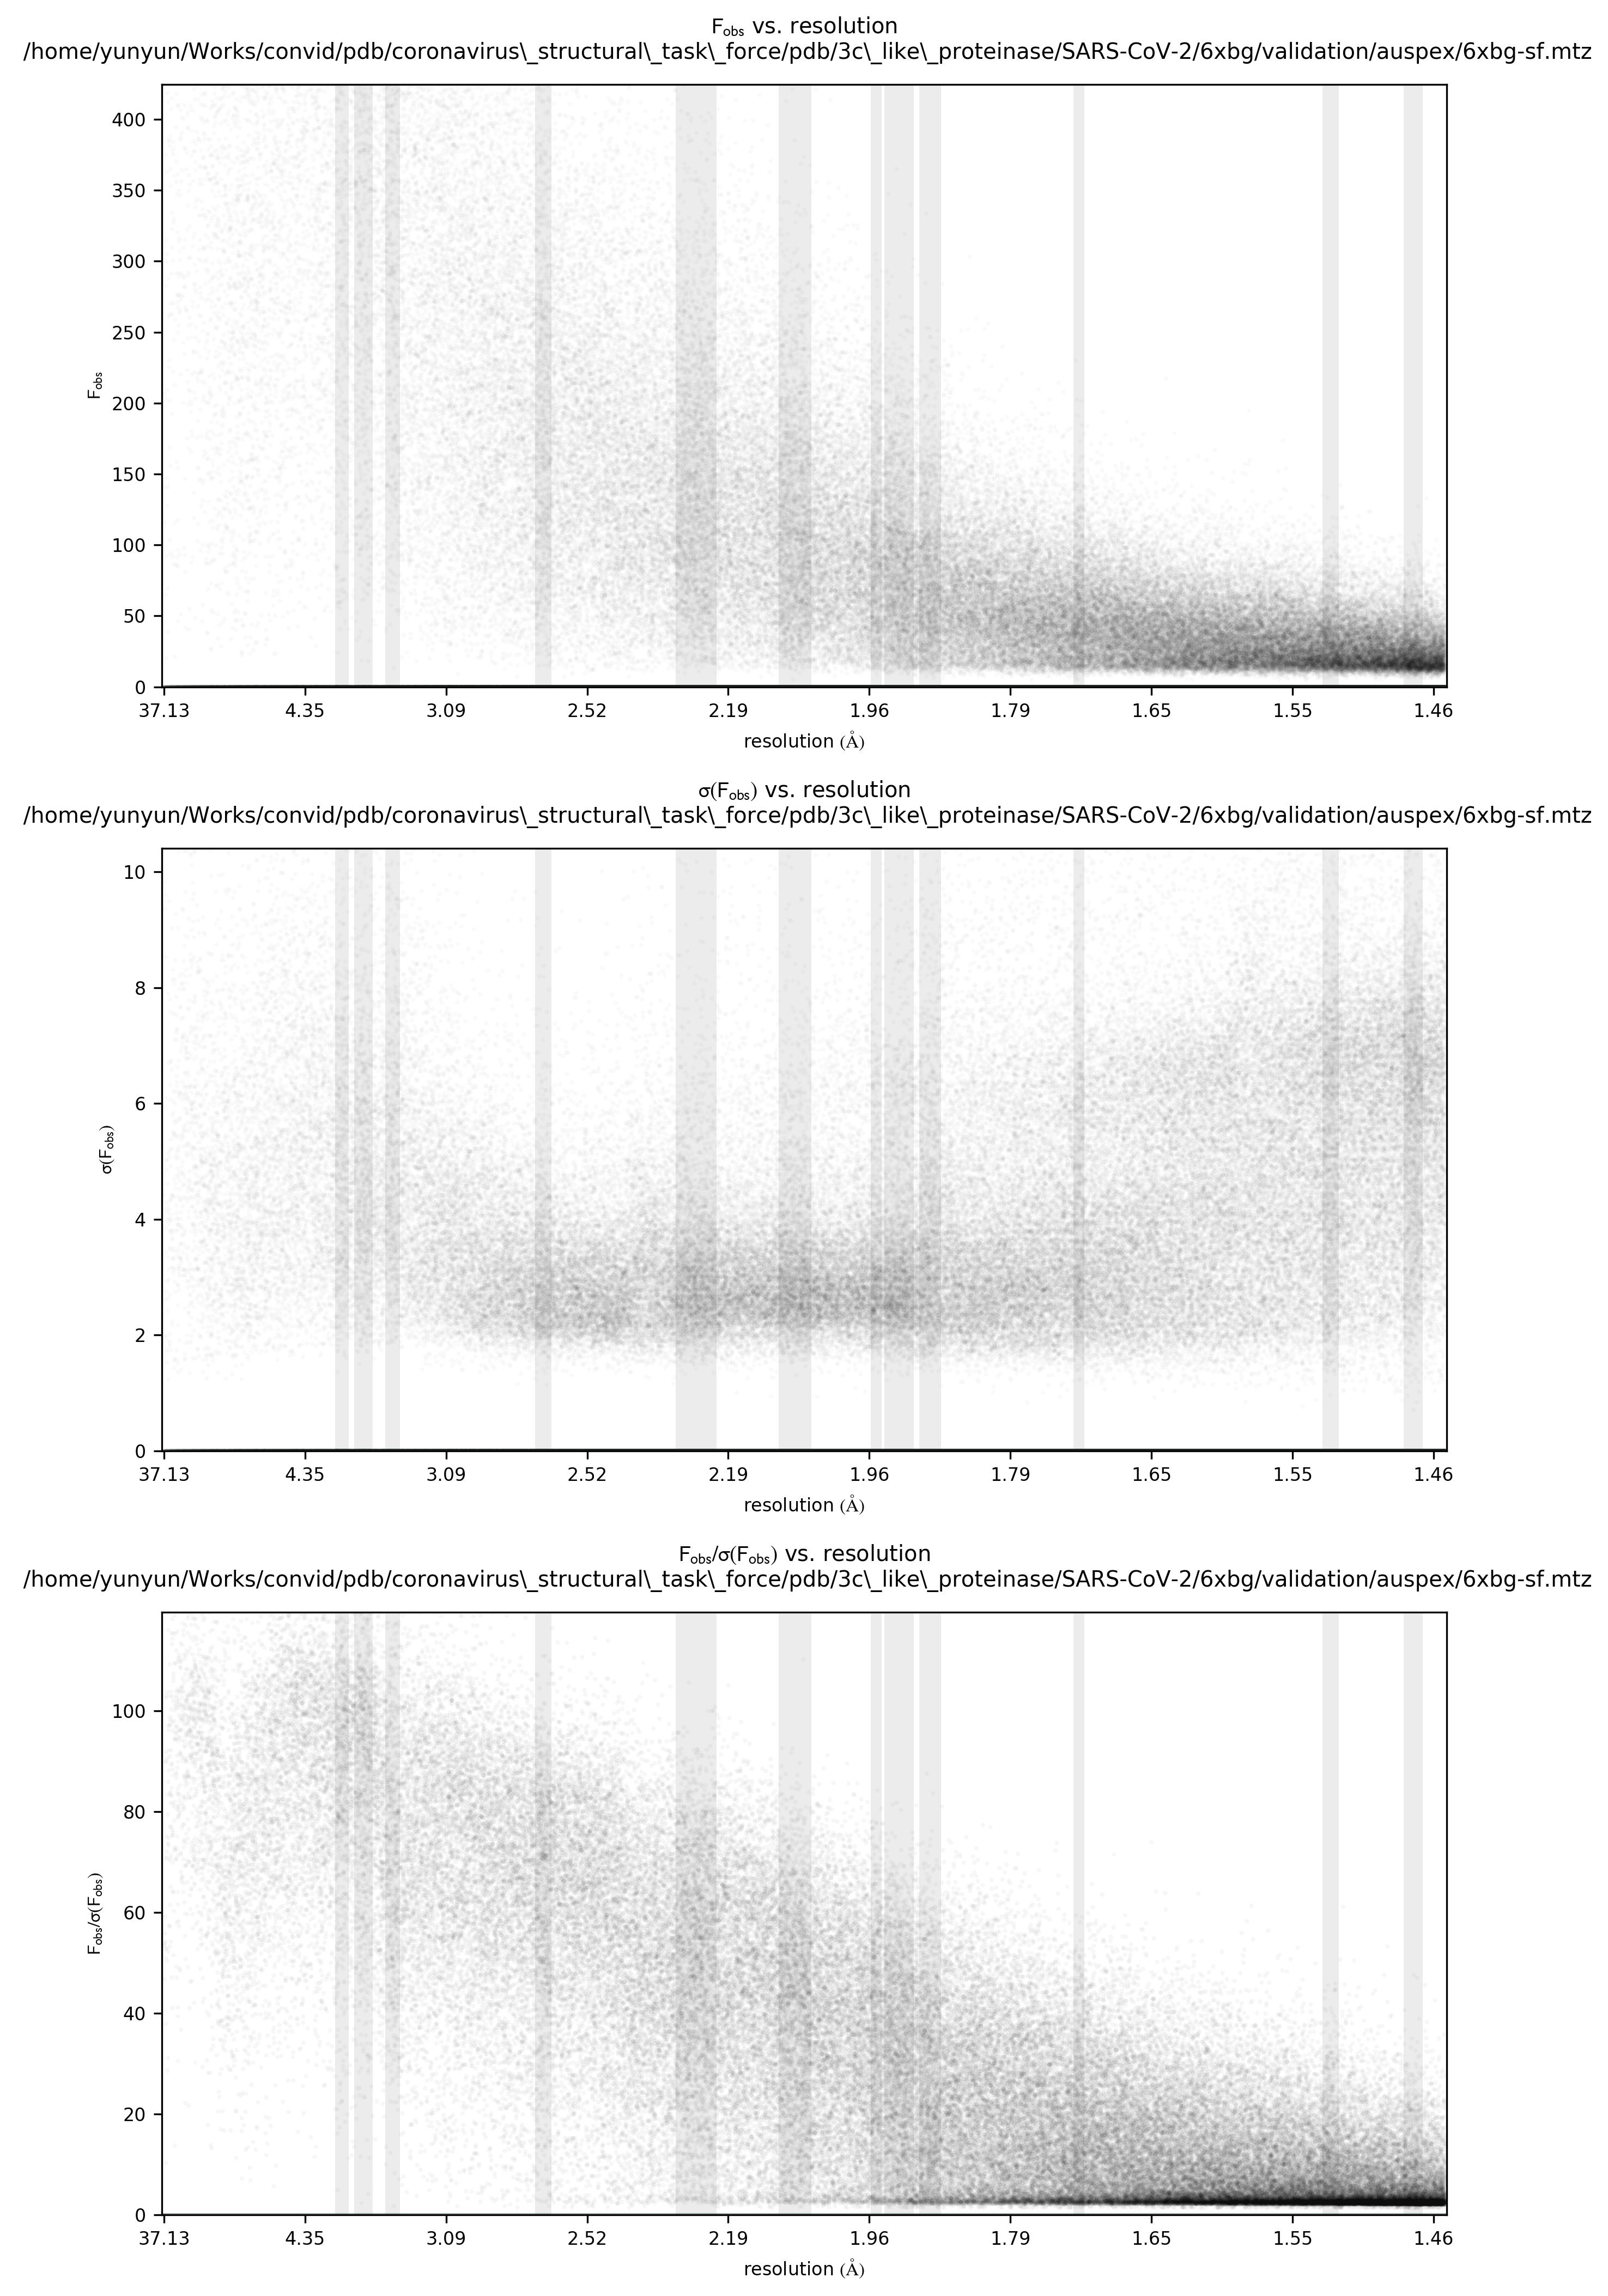 Fobs vs. resolution
/home/yunyun/Works/convid/pdb/coronavirus\_structural\_task\_force/pdb/3c\_like\_proteinase/SARS-CoV-2/6xbg/validation/auspex/6xbg-sf.mtz
400
350
300
250
200
150
100
50
0
Fobs
37.13 4.35 3.09 2.52 2.19 1.96 1.79 1.65 1.55 1.46
resolution (Å)
σ(Fobs) vs. resolution
/home/yunyun/Works/convid/pdb/coronavirus\_structural\_task\_force/pdb/3c\_like\_proteinase/SARS-CoV-2/6xbg/validation/auspex/6xbg-sf.mtz
10
8
6
4
2
0
σ(Fobs)
37.13 4.35 3.09 2.52 2.19 1.96 1.79 1.65 1.55 1.46
resolution (Å)
Fobs/σ(Fobs) vs. resolution
/home/yunyun/Works/convid/pdb/coronavirus\_structural\_task\_force/pdb/3c\_like\_proteinase/SARS-CoV-2/6xbg/validation/auspex/6xbg-sf.mtz
100
80
60
40
20
0
Fobs/σ(Fobs)
37.13 4.35 3.09 2.52 2.19 1.96 1.79 1.65 1.55 1.46
resolution (Å)